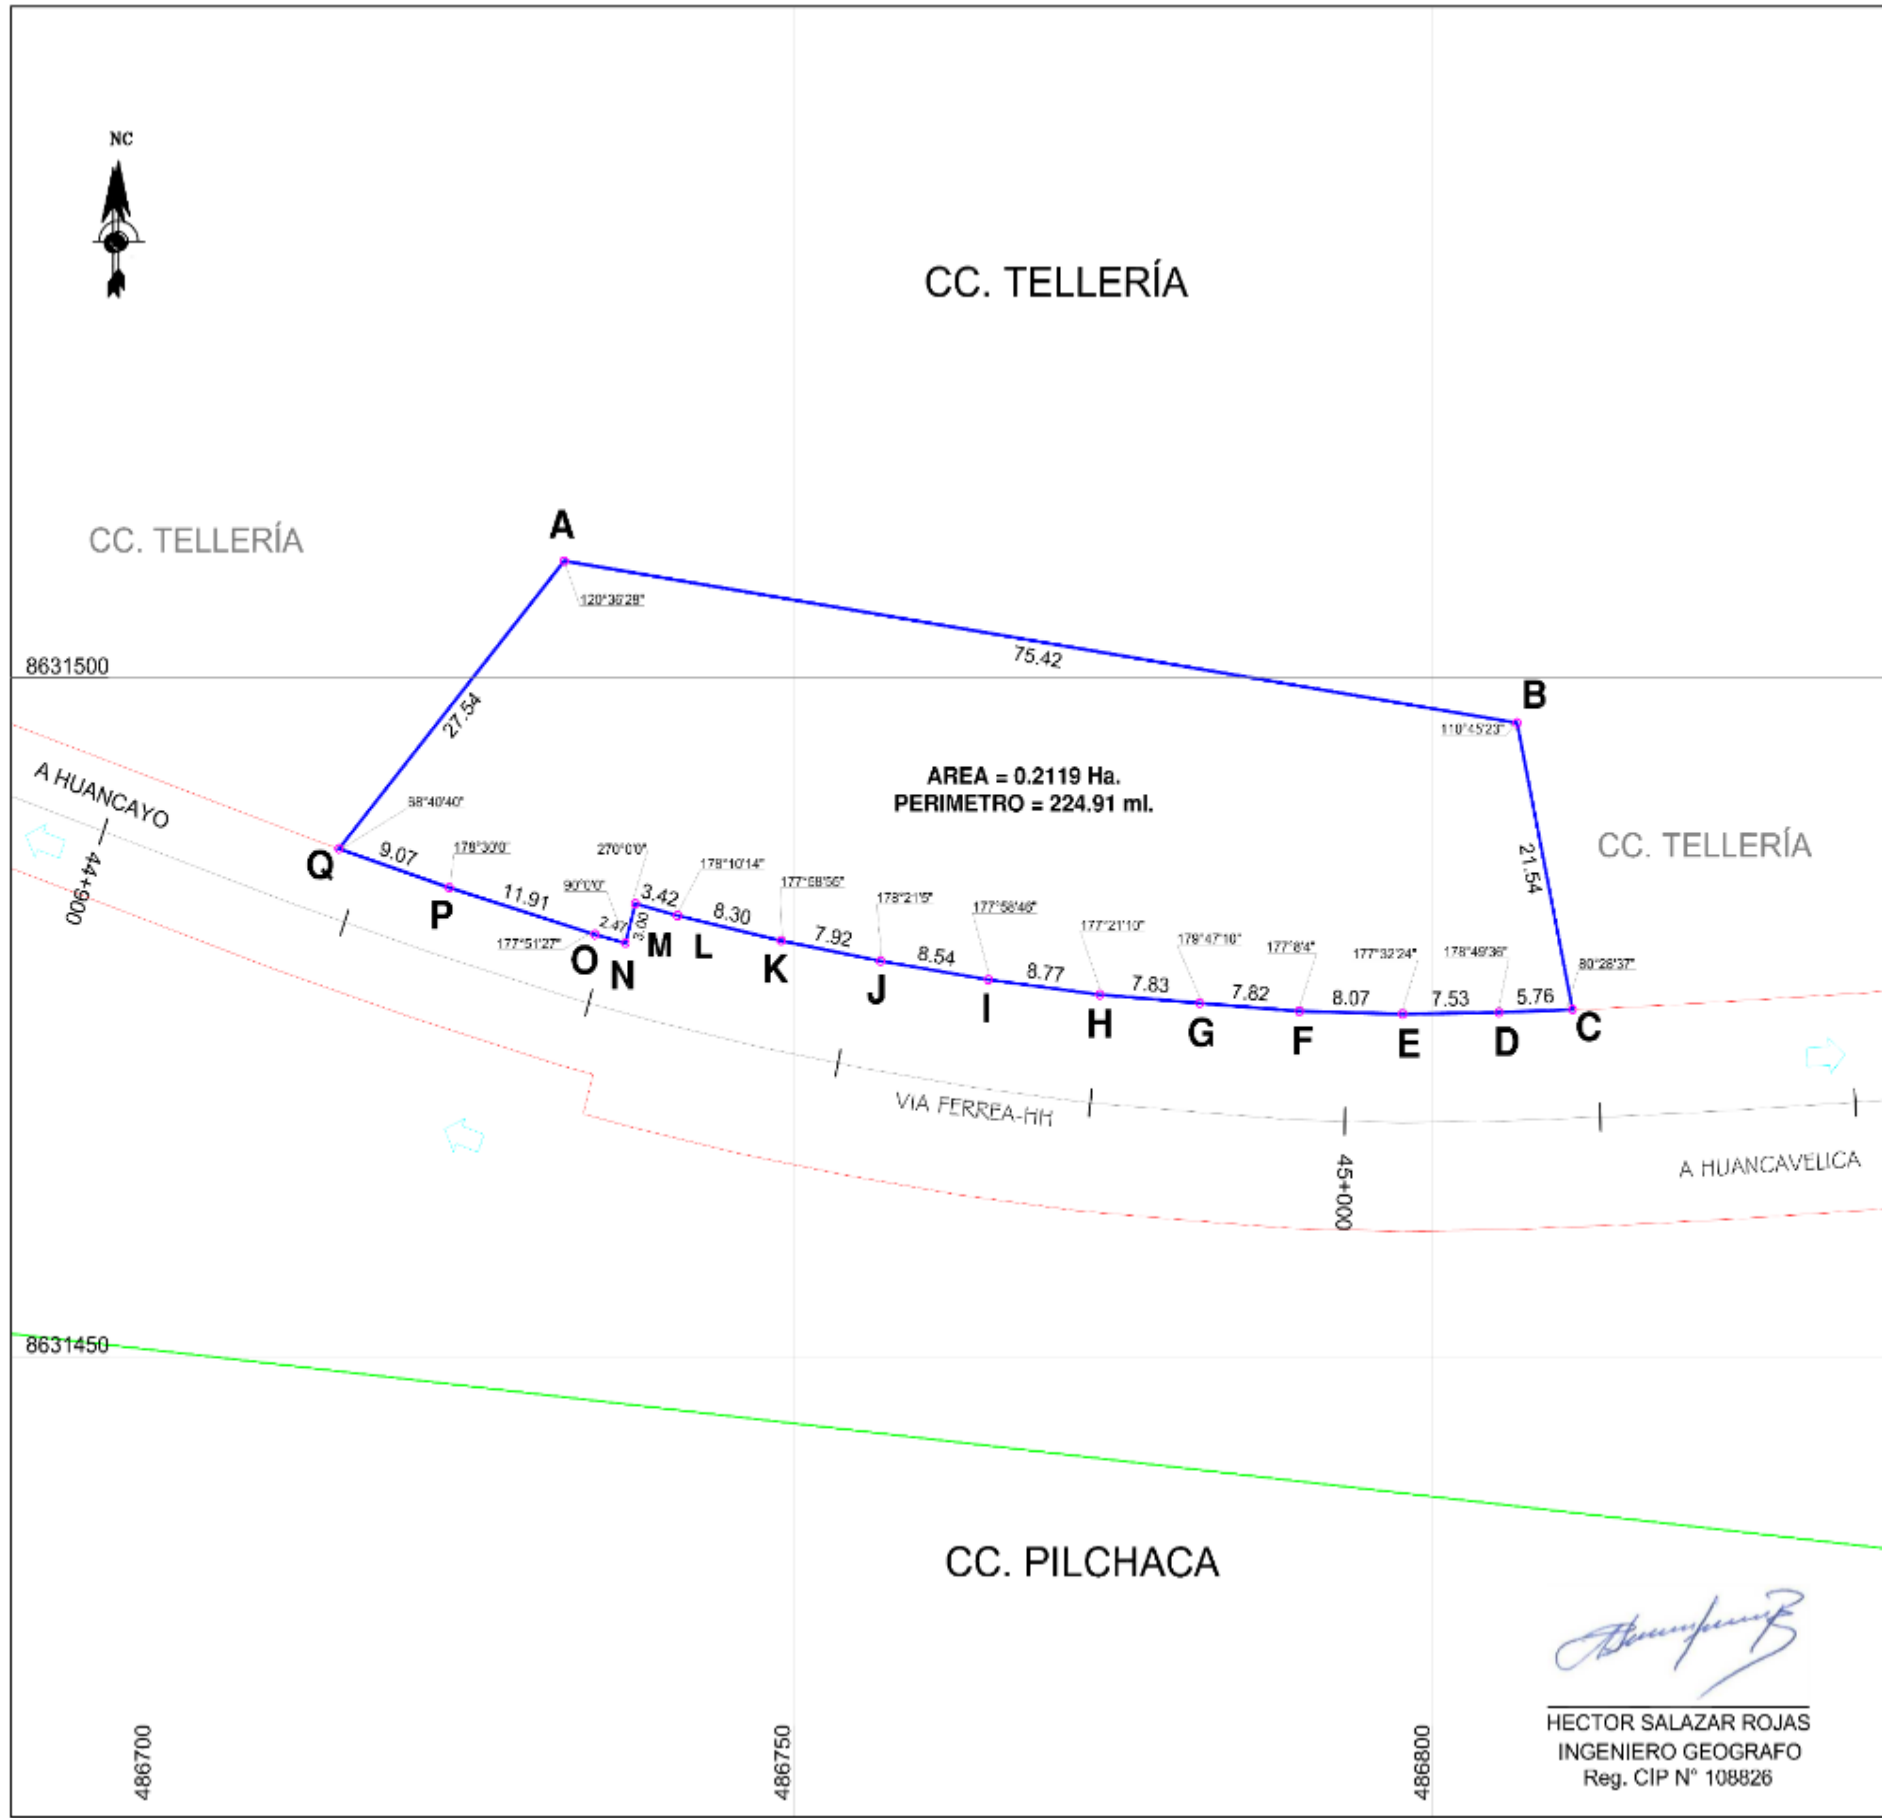 NC
CC. TELLERÍA
A
CC. TELLERÍA
120°36'28"
8631500
75.42
B
27.54
110°45'23"
AREA = 0.2119 Ha.
PERIMETRO = 224.91 ml.
A HUANCAYO
68°40'40"
CC. TELLERÍA
Q
9.07
178°30'0"
270°0'0"
178°10'14"
44+900
21.54
P
11.91
90°0'0"
3.42
8.30
177°58'56"
178°21'5"
177°58'46"
177°21'10"
179°47'10"
177°8'4"
177°32'24"
178°49'36"
80°28'37"
177°51'27"
2.47
3.00
O
N
M
L
K
7.92
J
8.54
I
8.77
H
7.83
G
7.82
F
8.07
E
7.53
D
5.76
C
VIA FERREA-HH
45+000
A HUANCAVELICA
8631450
CC. PILCHACA
486700
486750
486800
HECTOR SALAZAR ROJAS
INGENIERO GEOGRAFO
Reg. CIP N° 108826